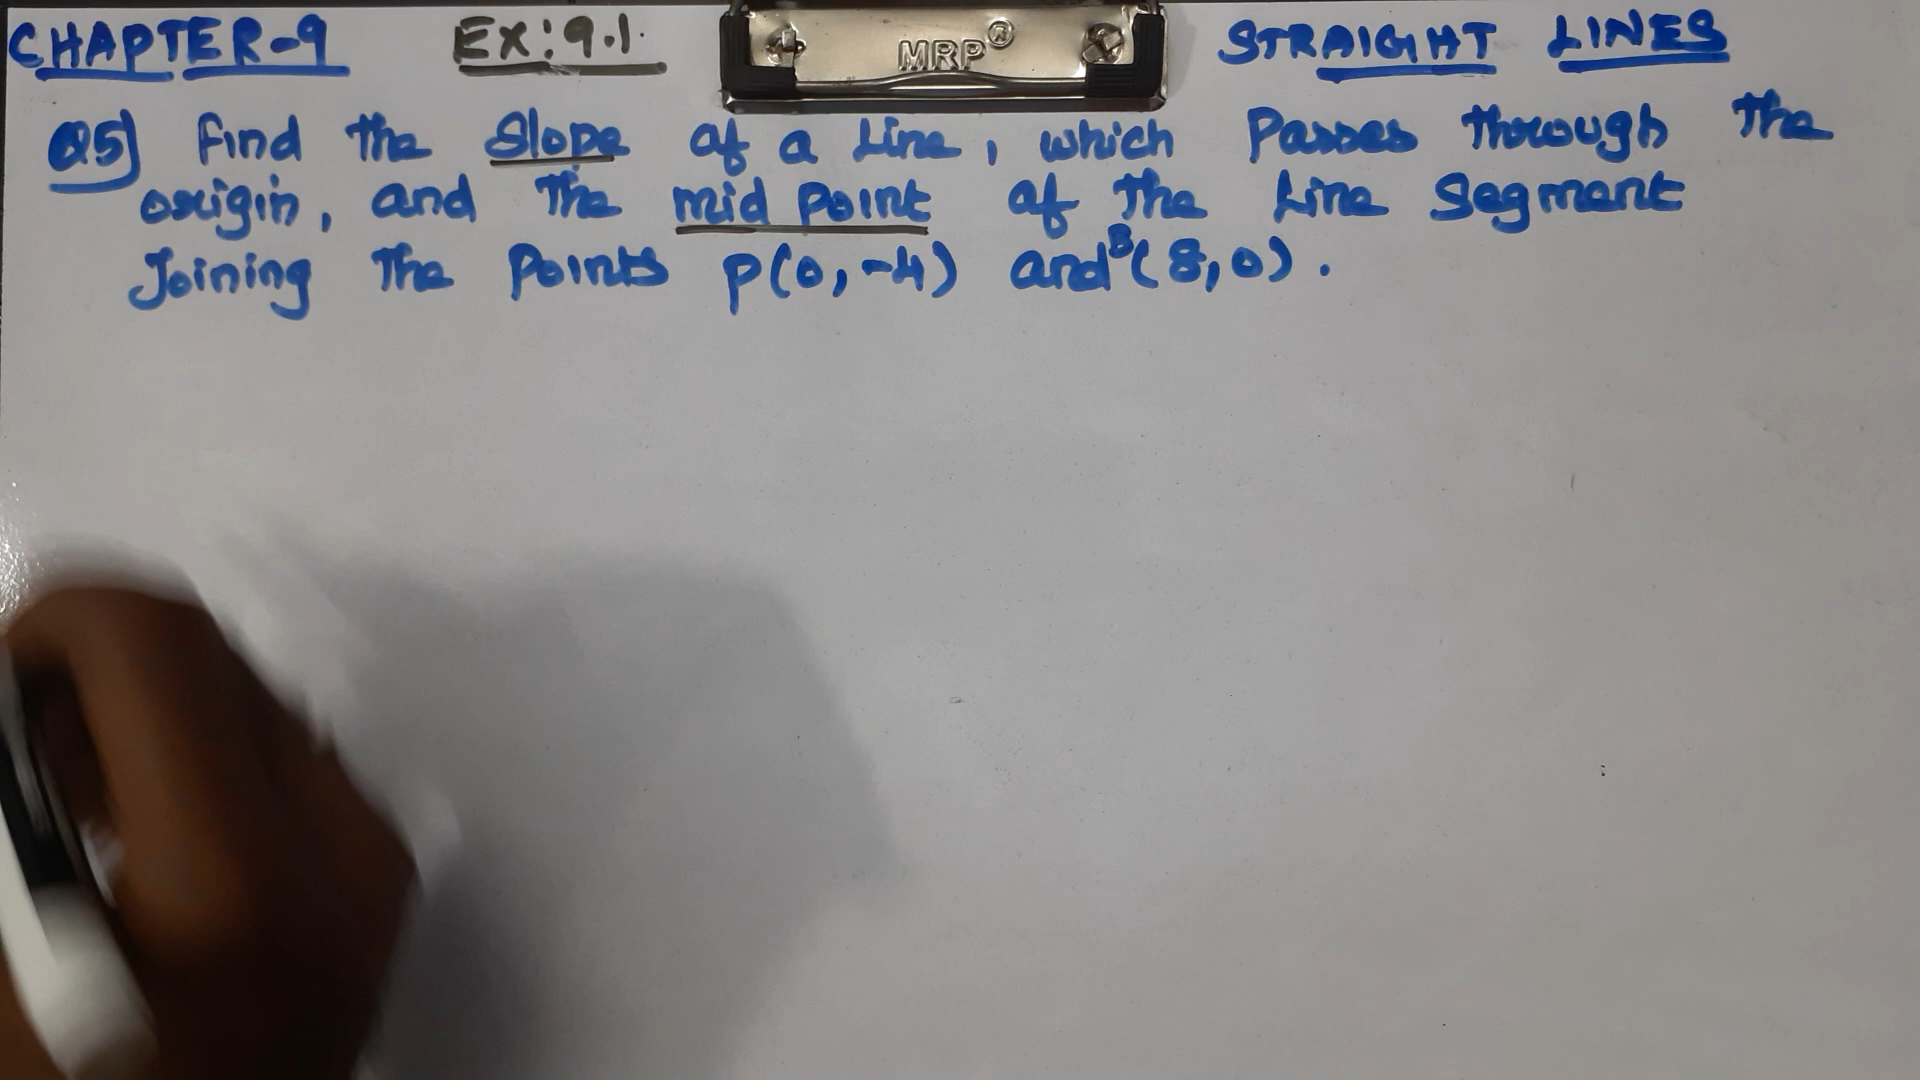 CHAPTER-9 EX:9.1. MRP® STRAIGHT LINES
Q5) Find the Slope of a Line, which Passes through the
origin, and the mid point of the Line Segment
Joining the Points P(0,-4) and B(8,0).